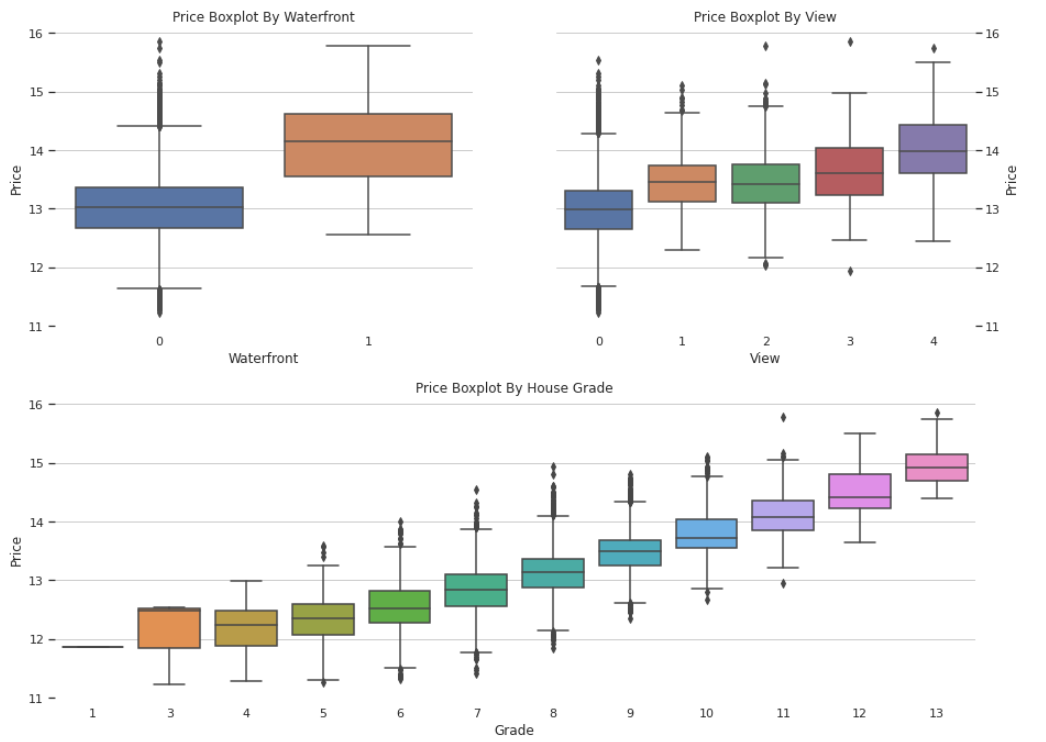 Price Boxplot By Waterfront
16
15
14
13
12
11
Price
0 1
Waterfront
Price Boxplot By View
16
15
14
13
12
11
Price
0 1 2 3 4
View
Price Boxplot By House Grade
16
15
14
13
12
11
Price
1 3 4 5 6 7 8 9 10 11 12 13
Grade